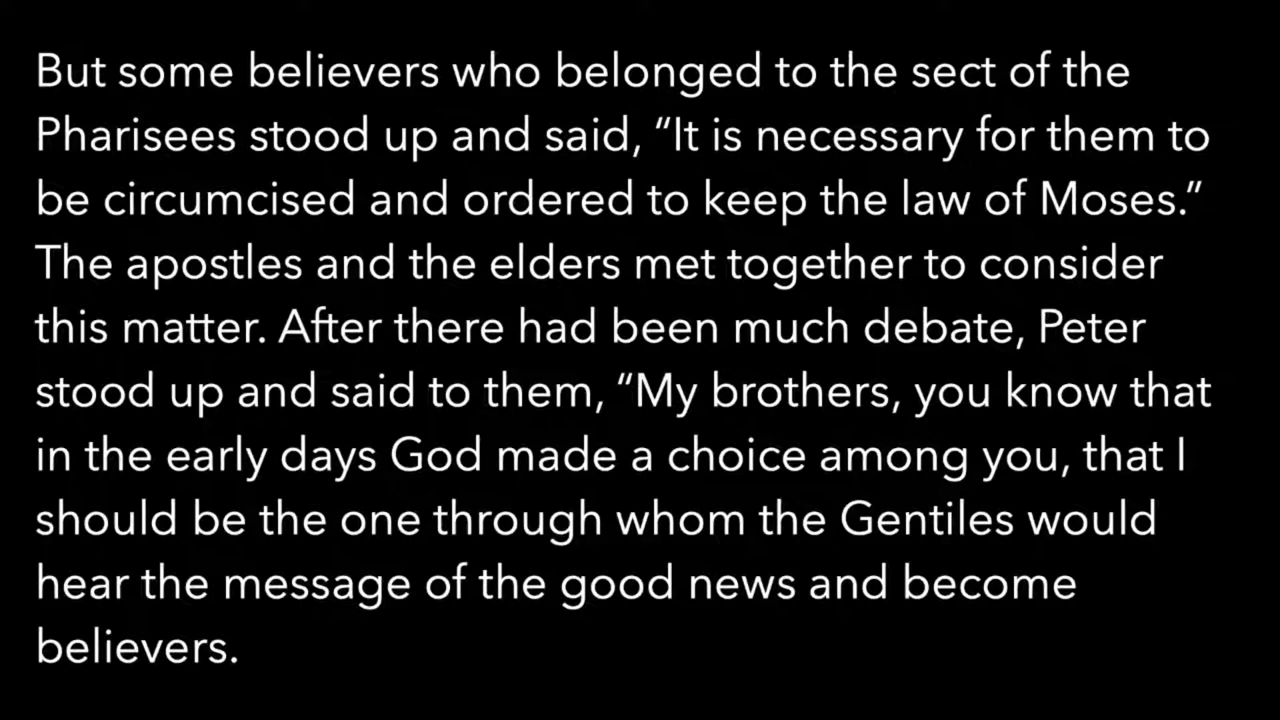 But some believers who belonged to the sect of the
Pharisees stood up and said, “It is necessary for them to
be circumcised and ordered to keep the law of Moses.”
The apostles and the elders met together to consider
this matter. After there had been much debate, Peter
stood up and said to them, “My brothers, you know that
in the early days God made a choice among you, that I
should be the one through whom the Gentiles would
hear the message of the good news and become
believers.